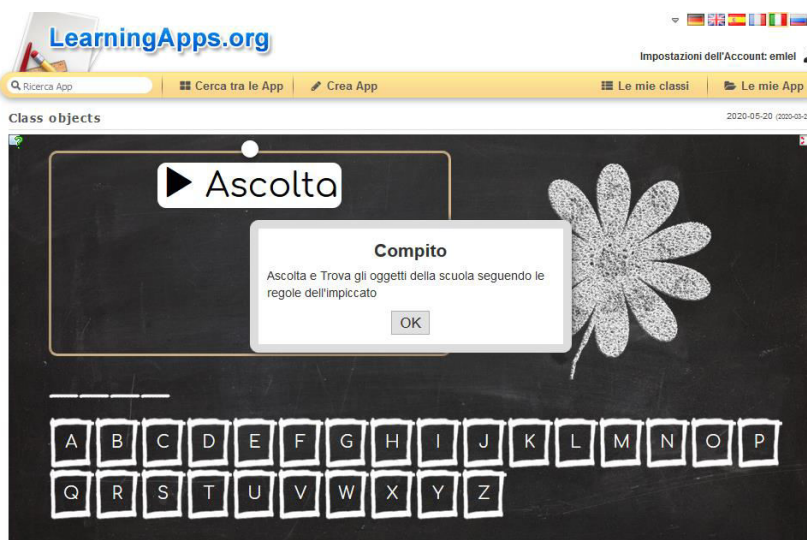 LearningApps.org
Impostazioni dell'Account: emlel
Ricerca App
Cerca tra le App
Crea App
Le mie classi
Le mie App
Class objects
2020-05-20
Ascolta
Compito
Ascolta e Trova gli oggetti della scuola seguendo le
regole dell'impiccato
OK
A B C D E F G H I J K L M N O P
Q R S T U V W X Y Z